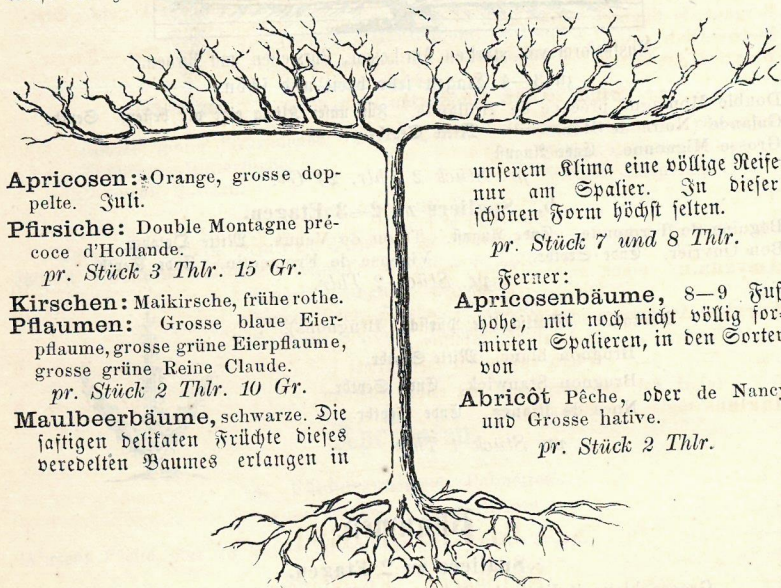 Apricosen: Orange, grosse dop-
pelte. Juli.
Pfirsiche: Double Montagne pré-
coce d'Hollande.
pr. Stück 3 Thlr. 15 Gr.
Kirschen: Maikirsche, frühe rothe.
Pflaumen: Grosse blaue Eier-
pflaume, grosse grüne Eierpflaume,
grosse grüne Reine Claude.
pr. Stück 2 Thlr. 10 Gr.
Maulbeerbäume, schwarze. Die
saftigen delikaten Früchte dieses
veredelten Baumes erlangen in
unserem Klima eine völlige Reife
nur am Spalier. In dieser
schönen Form höchst selten.
pr. Stück 7 und 8 Thlr.
Ferner:
Apricosenbäume, 8–9 Fuß
hohe, mit noch nicht völlig for-
mirten Spalieren, in den Sorten
von
Abricôt Pêche, oder de Nancy
und Grosse hative.
pr. Stück 2 Thlr.